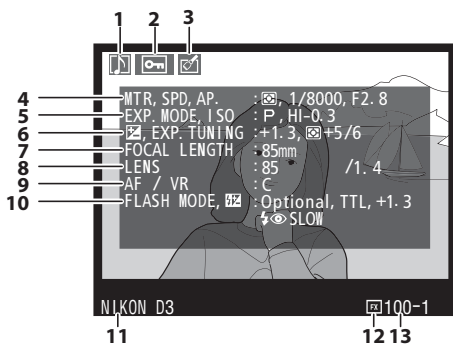 1 2 3
4 MTR, SPD, AP. : , 1/8000, F2. 8
5 EXP. MODE, ISO : P, HI-0. 3
6 , EXP. TUNING : +1. 3, +5/6
7 FOCAL LENGTH : 85mm
8 LENS : 85 /1. 4
9 AF / VR : C
10 FLASH MODE, : Optional, TTL, +1. 3
SLOW
NIKON D3 FX 100-1
11 12 13